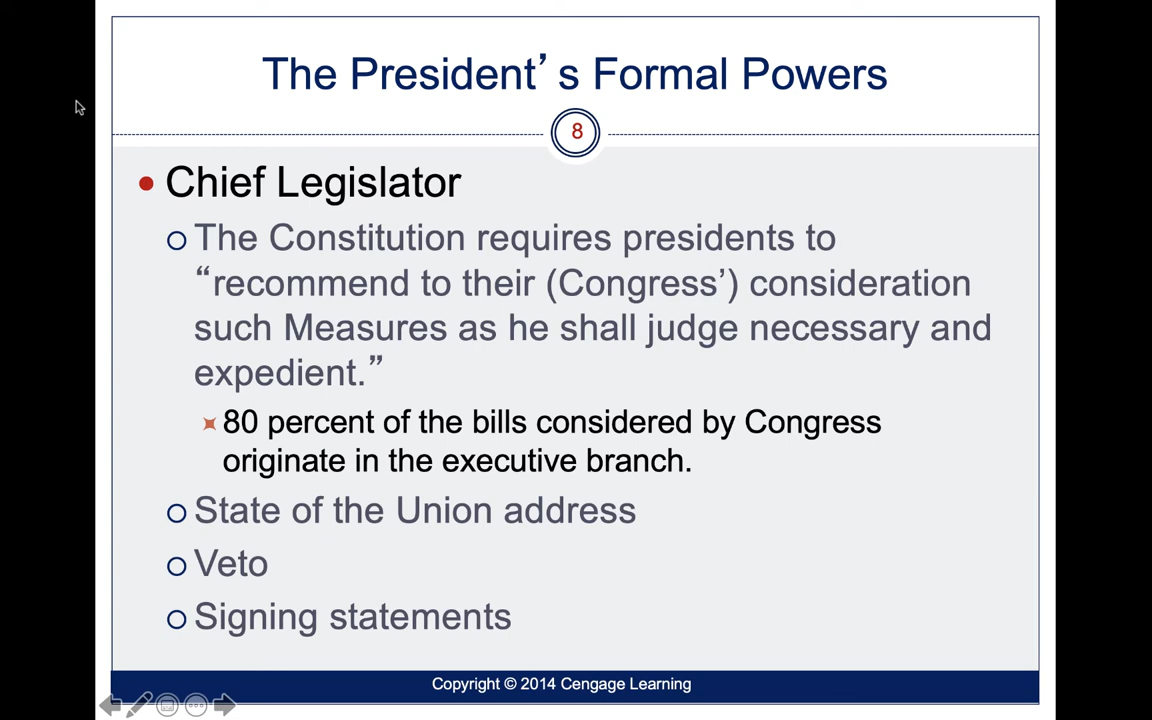 The President’s Formal Powers
8
Chief Legislator
The Constitution requires presidents to
“recommend to their (Congress’) consideration
such Measures as he shall judge necessary and
expedient.”
80 percent of the bills considered by Congress
originate in the executive branch.
State of the Union address
Veto
Signing statements
Copyright © 2014 Cengage Learning